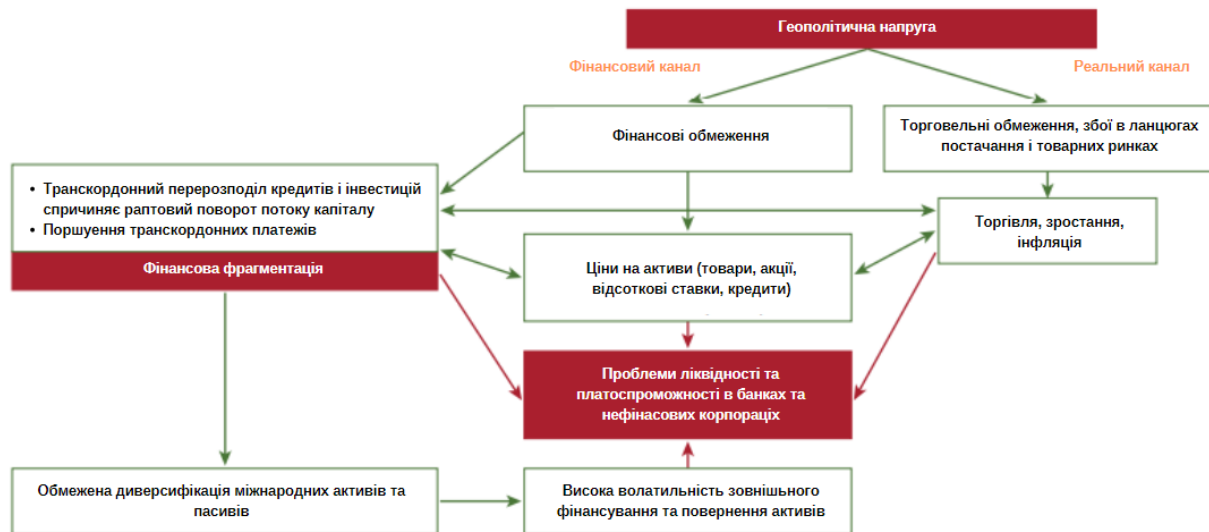 Геополітична напруга
Фінансовий канал
Реальний канал
Фінансові обмеження
Торговельні обмеження, збої в ланцюгах
постачання і товарних ринках
• Транскордонний перерозподіл кредитів і інвестицій
спричиняє раптовий поворот потоку капіталу
• Поршуення транскордонних платежів
Фінансова фрагментація
Торгівля, зростання,
інфляція
Ціни на активи (товари, акції,
відсоткові ставки, кредити)
Проблеми ліквідності та
платоспроможності в банках та
нефінасових корпораціх
Обмежена диверсифікація міжнародних активів та
пасивів
Висока волатильність зовнішьного
фінансування та повернення активів